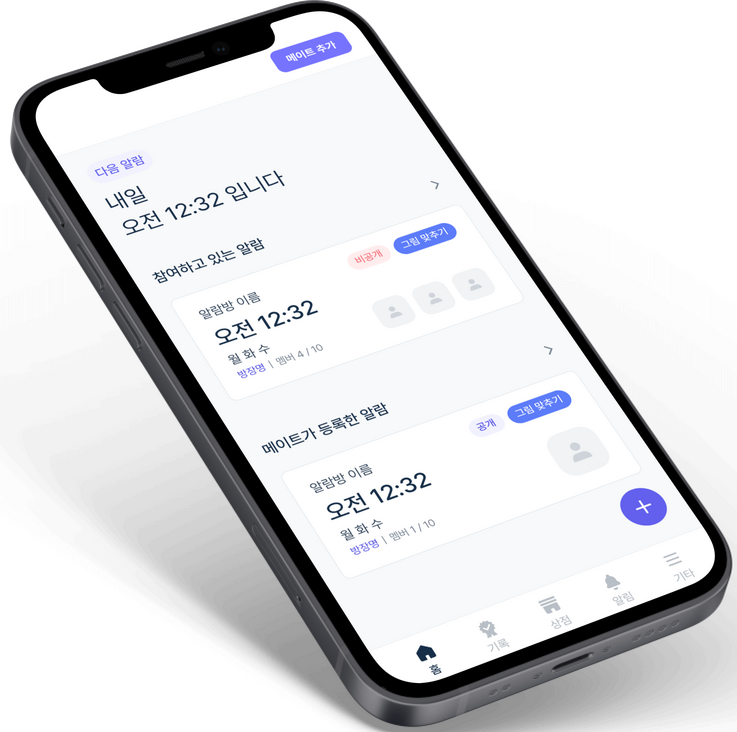 메이트 추가
다음 알람
내일
오전 12:32 입니다
참여하고 있는 알람
비공개 그림 맞추기
알람방 이름
오전 12:32
월 화 수
방장명 | 멤버 4 / 10
메이트가 등록한 알람
공개 그림 맞추기
알람방 이름
오전 12:32
월 화 수
방장명 | 멤버 1 / 10
홈 기록 상점 알림 기타